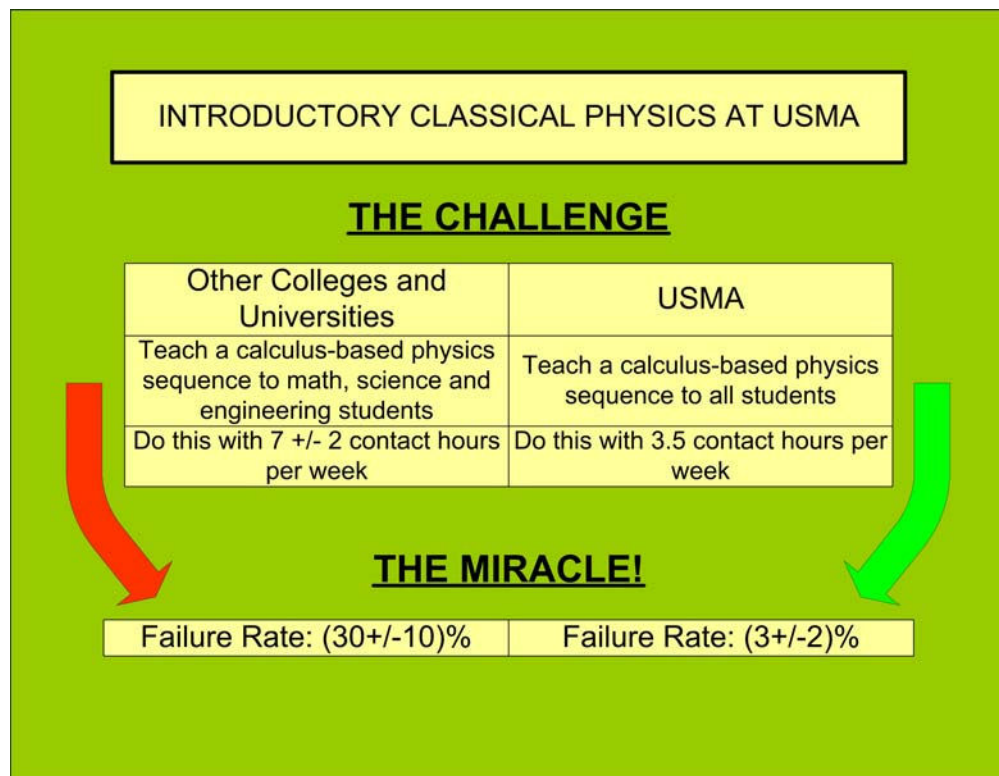 INTRODUCTORY CLASSICAL PHYSICS AT USMA
THE CHALLENGE
Other Colleges and
Universities
USMA
Teach a calculus-based physics
sequence to math, science and
engineering students
Teach a calculus-based physics
sequence to all students
Do this with 7 +/- 2 contact hours
per week
Do this with 3.5 contact hours per
week
THE MIRACLE!
Failure Rate: (30+/-10)%
Failure Rate: (3+/-2)%